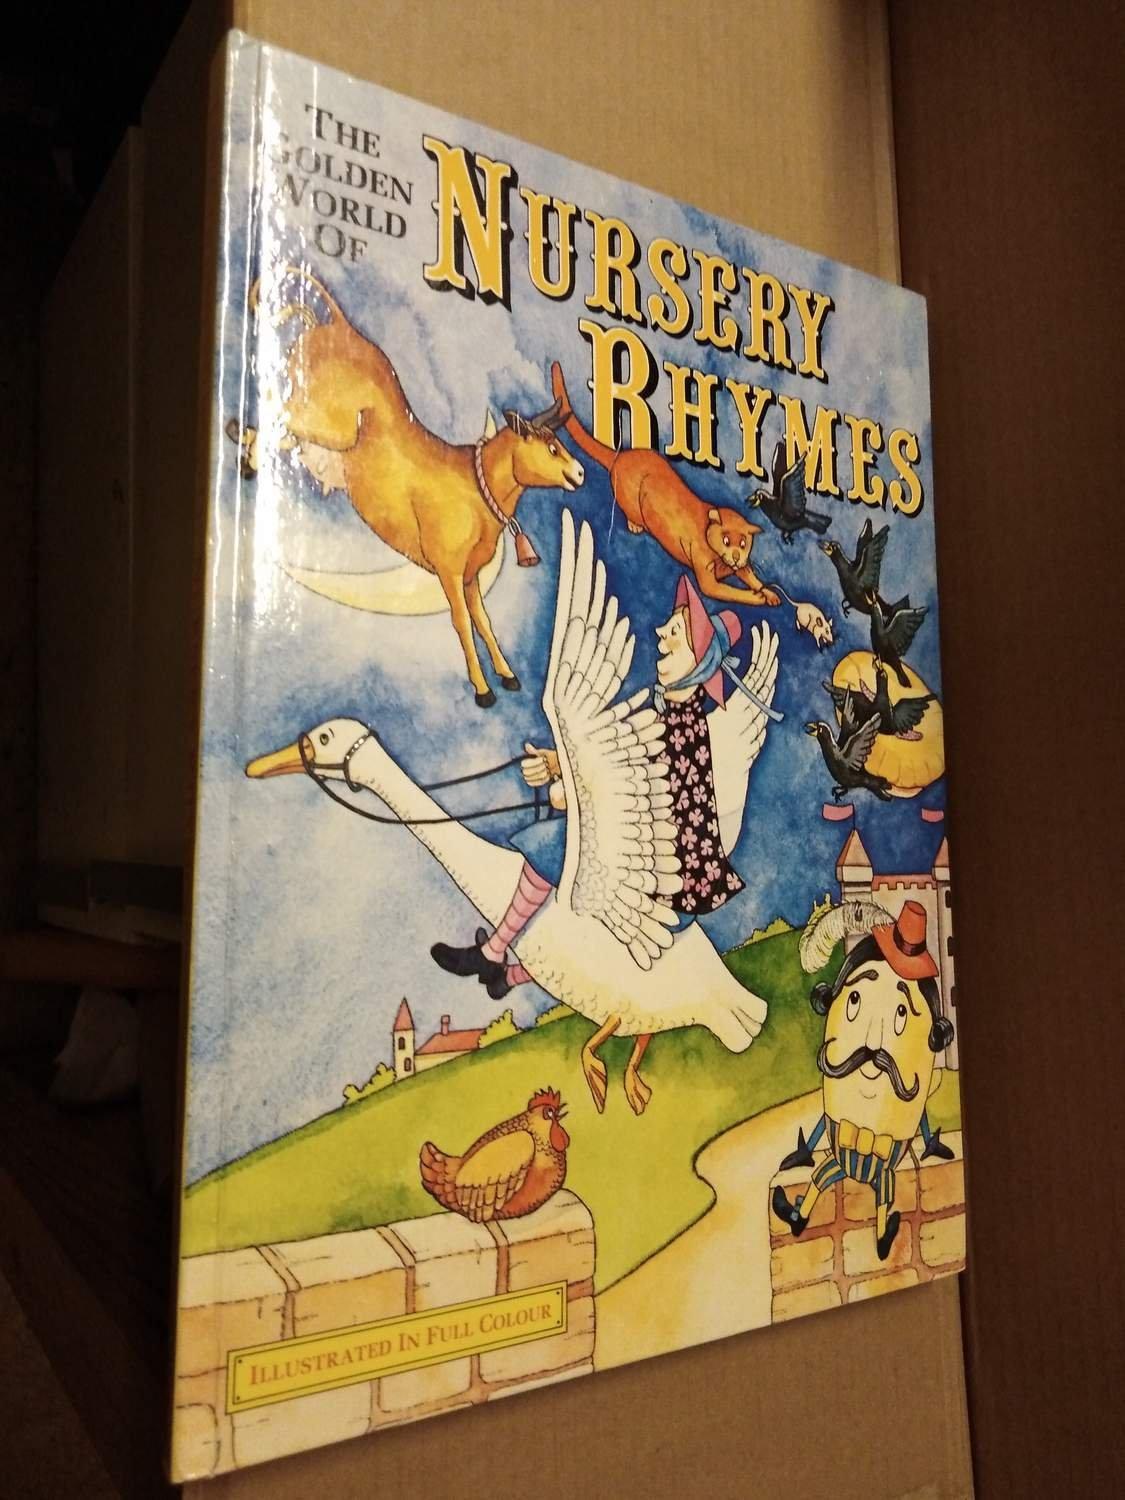 THE
GOLDEN
WORLD
OF
NURSERY
RHYMES
ILLUSTRATED IN FULL COLOUR